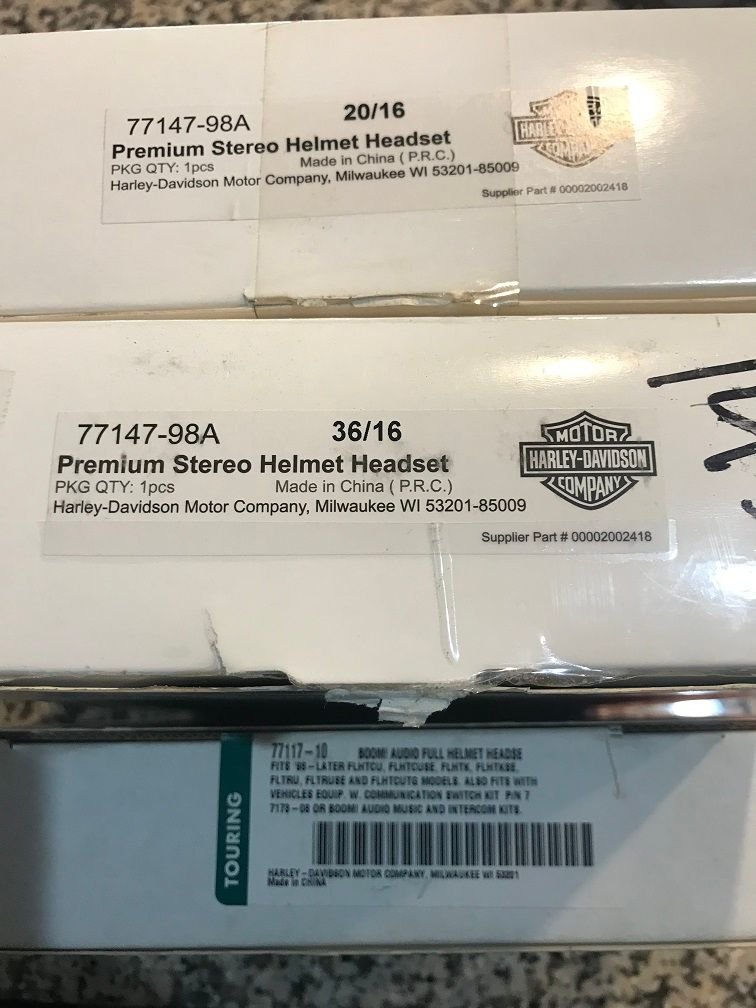 77147-98A 20/16
Premium Stereo Helmet Headset
PKG QTY: 1pcs Made in China ( P.R.C.)
Harley-Davidson Motor Company, Milwaukee WI 53201-85009
Supplier Part # 00002002418
77147-98A 36/16
Premium Stereo Helmet Headset
PKG QTY: 1pcs Made in China ( P.R.C.)
Harley-Davidson Motor Company, Milwaukee WI 53201-85009
MOTOR
HARLEY-DAVIDSON
COMPANY
Supplier Part # 00002002418
TOURING
77117-10 BOOM! AUDIO FULL HELMET HEADSE
FITS '98-LATER FLHTCU, FLHTCUSE, FLHTK, FLHTKSE,
FLTRU, FLTRUSE AND FLHTCUTG MODELS. ALSO FITS WITH
VEHICLES EQUIP. W. COMMUNICATION SWITCH KIT P/N 7
7173-08 OR BOOM! AUDIO MUSIC AND INTERCOM KITS.
HARLEY-DAVIDSON MOTOR COMPANY, MILWAUKEE WI 53201
Made in CHINA